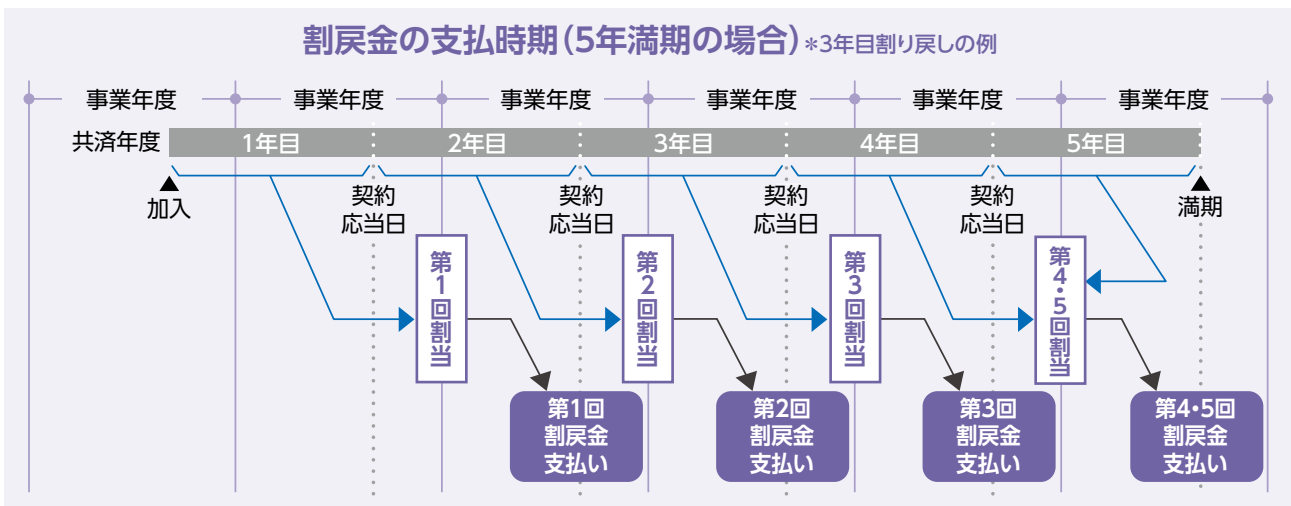 割戻金の支払時期(5年満期の場合)*3年目割り戻しの例
事業年度 事業年度 事業年度 事業年度 事業年度 事業年度
共済年度 1年目 2年目 3年目 4年目 5年目
加入
契約
応当日
契約
応当日
契約
応当日
契約
応当日
満期
第1回割当
第2回割当
第3回割当
第4・5回割当
第1回
割戻金
支払い
第2回
割戻金
支払い
第3回
割戻金
支払い
第4・5回
割戻金
支払い